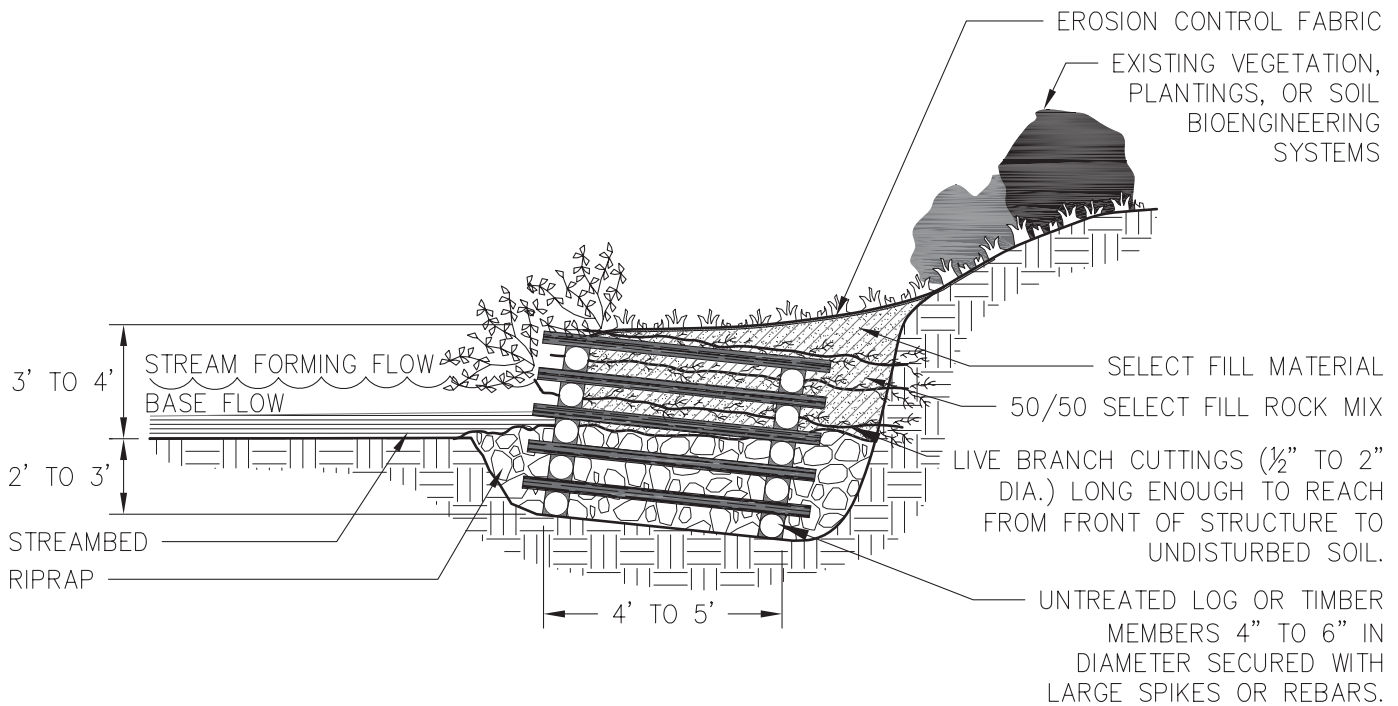 EROSION CONTROL FABRIC
EXISTING VEGETATION,
PLANTINGS, OR SOIL
BIOENGINEERING
SYSTEMS
3' TO 4'
STREAM FORMING FLOW
BASE FLOW
2' TO 3'
STREAMBED
RIPRAP
4' TO 5'
SELECT FILL MATERIAL
50/50 SELECT FILL ROCK MIX
LIVE BRANCH CUTTINGS (½" TO 2"
DIA.) LONG ENOUGH TO REACH
FROM FRONT OF STRUCTURE TO
UNDISTURBED SOIL.
UNTREATED LOG OR TIMBER
MEMBERS 4" TO 6" IN
DIAMETER SECURED WITH
LARGE SPIKES OR REBARS.